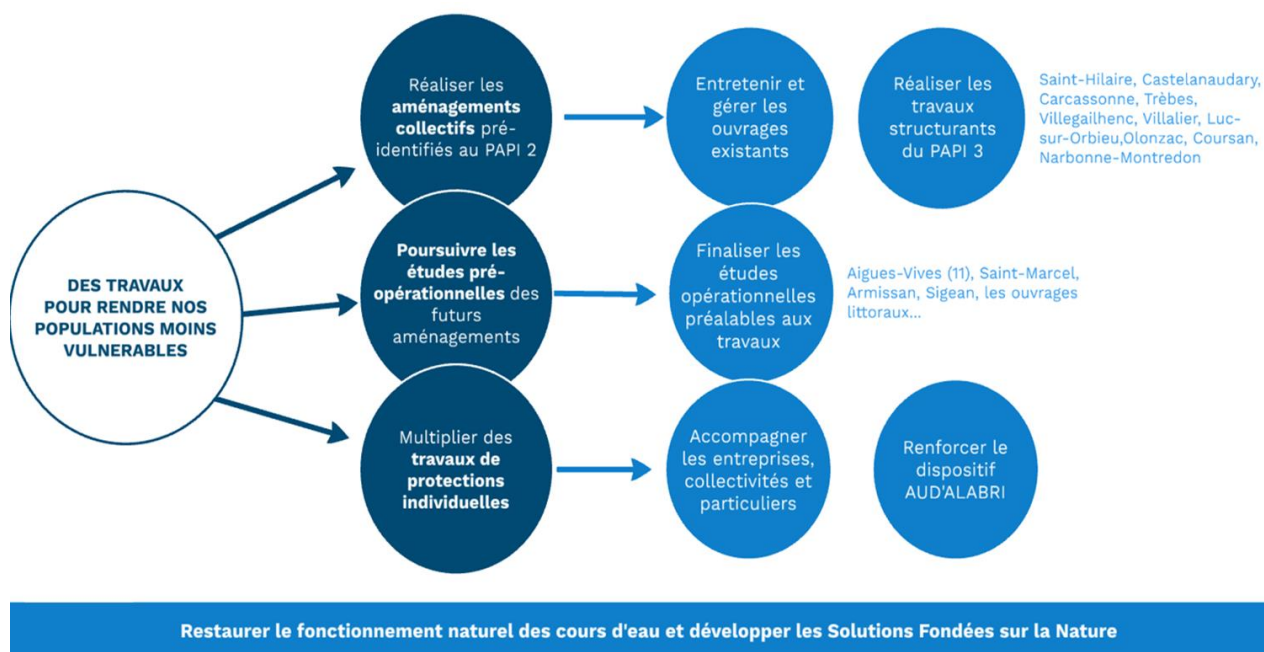 DES TRAVAUX
POUR RENDRE NOS
POPULATIONS MOINS
VULNERABLES
Réaliser les
aménagements
collectifs pré-
identifiés au PAPI 2
Entretenir et
gérer les
ouvrages
existants
Réaliser les
travaux
structurants
du PAPI 3
Saint-Hilaire, Castelanaudary,
Carcassonne, Trèbes,
Villegailhenc, Villalier, Luc-
sur-Orbieu,Olonzac, Coursan,
Narbonne-Montredon
Poursuivre les
études pré-
opérationnelles des
futurs
aménagements
Finaliser les
études
opérationnelles
préalables aux
travaux
Aigues-Vives (11), Saint-Marcel,
Armissan, Sigean, les ouvrages
littoraux...
Multiplier des
travaux de
protections
individuelles
Accompagner
les entreprises,
collectivités et
particuliers
Renforcer le
dispositif
AUD'ALABRI
Restaurer le fonctionnement naturel des cours d'eau et développer les Solutions Fondées sur la Nature